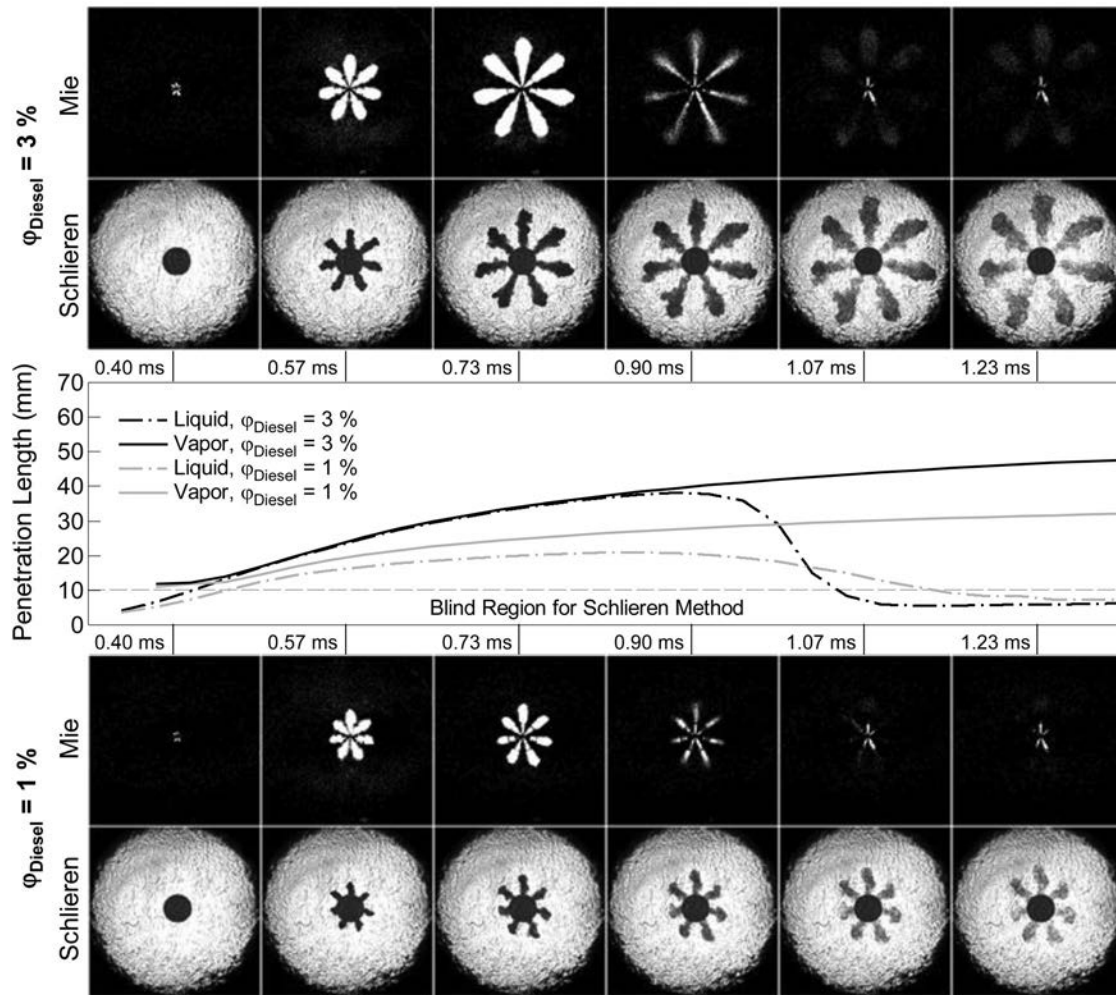 φDiesel = 3 %
Mie
Schlieren
0.40 ms 0.57 ms 0.73 ms 0.90 ms 1.07 ms 1.23 ms
Penetration Length (mm)
70
60
50
40
30
20
10
0
Liquid, φDiesel = 3 %
Vapor, φDiesel = 3 %
Liquid, φDiesel = 1 %
Vapor, φDiesel = 1 %
Blind Region for Schlieren Method
0.40 ms 0.57 ms 0.73 ms 0.90 ms 1.07 ms 1.23 ms
φDiesel = 1 %
Mie
Schlieren